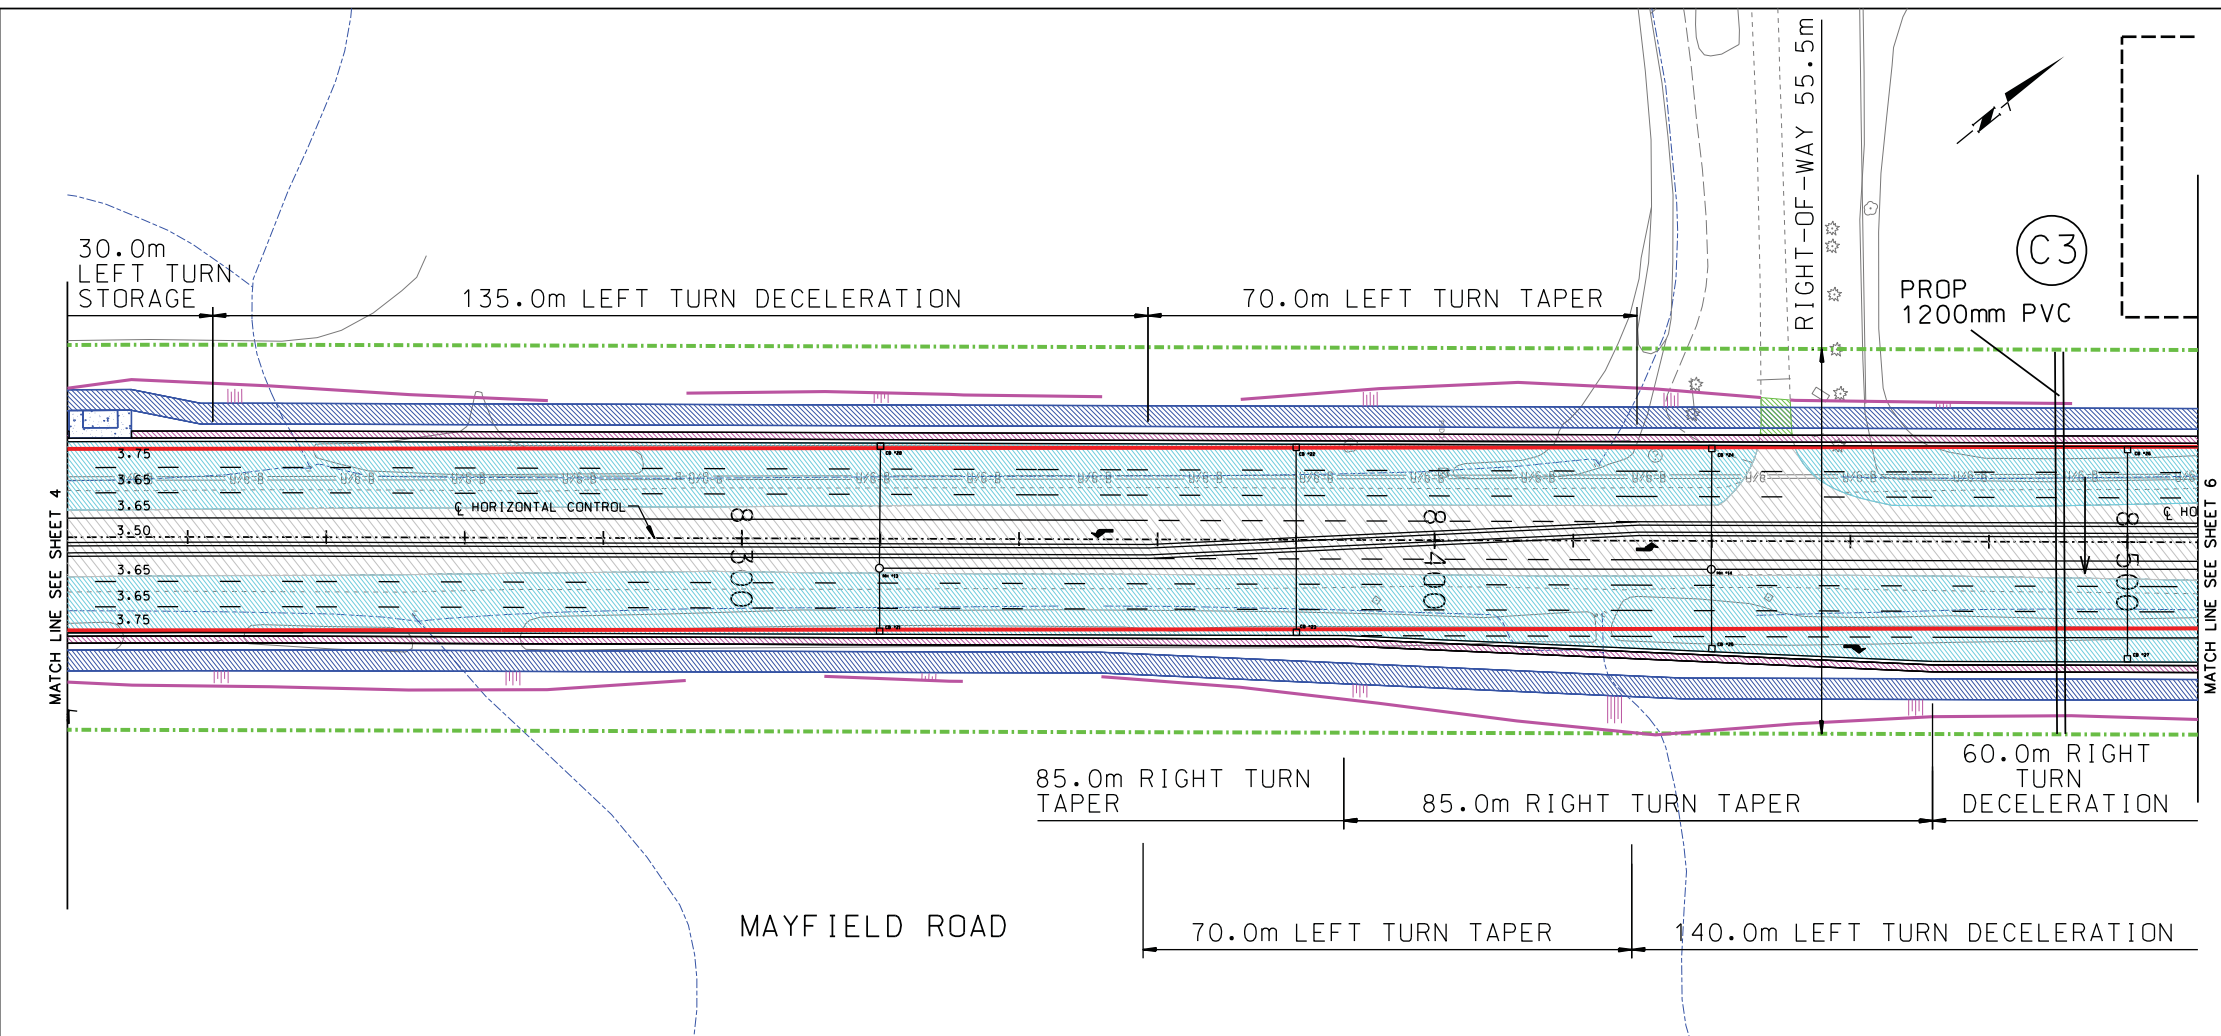 RIGHT-OF-WAY 55.5m
N
30.0m
LEFT TURN
STORAGE
135.0m LEFT TURN DECELERATION
70.0m LEFT TURN TAPER
C3
PROP
1200mm PVC
MATCH LINE SEE SHEET 4
3.75
3.65
3.65
3.50
3.65
3.65
3.75
U/G-B U/G-B U/G-B U/G-B U/G-B U/G-B U/G-B U/G-B U/G-B U/G-B U/G-B U/G-B U/G-B U/G-B U/G-B U/G-B U/G-B U/G
℄ HORIZONTAL CONTROL
8+300
8+400
8+500
℄ HO
MATCH LINE SEE SHEET 6
85.0m RIGHT TURN
TAPER
85.0m RIGHT TURN TAPER
60.0m RIGHT
TURN
DECELERATION
MAYFIELD ROAD
70.0m LEFT TURN TAPER
140.0m LEFT TURN DECELERATION